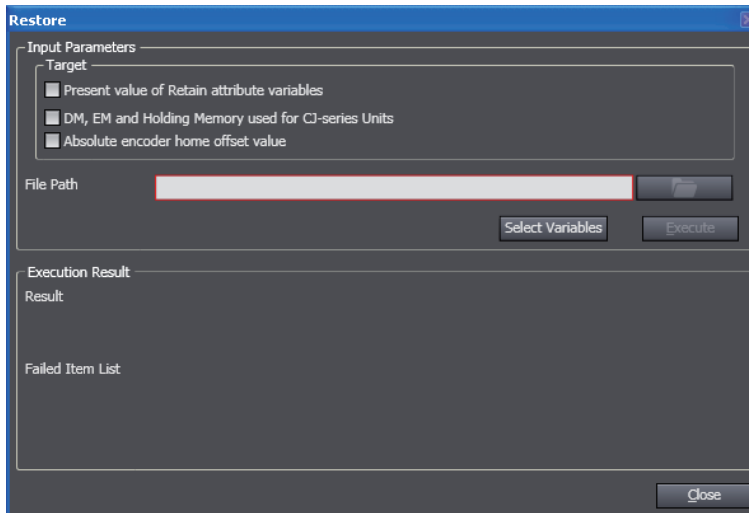 Restore
Input Parameters
Target
Present value of Retain attribute variables
DM, EM and Holding Memory used for CJ-series Units
Absolute encoder home offset value
File Path
Select Variables
Execute
Execution Result
Result
Failed Item List
Close